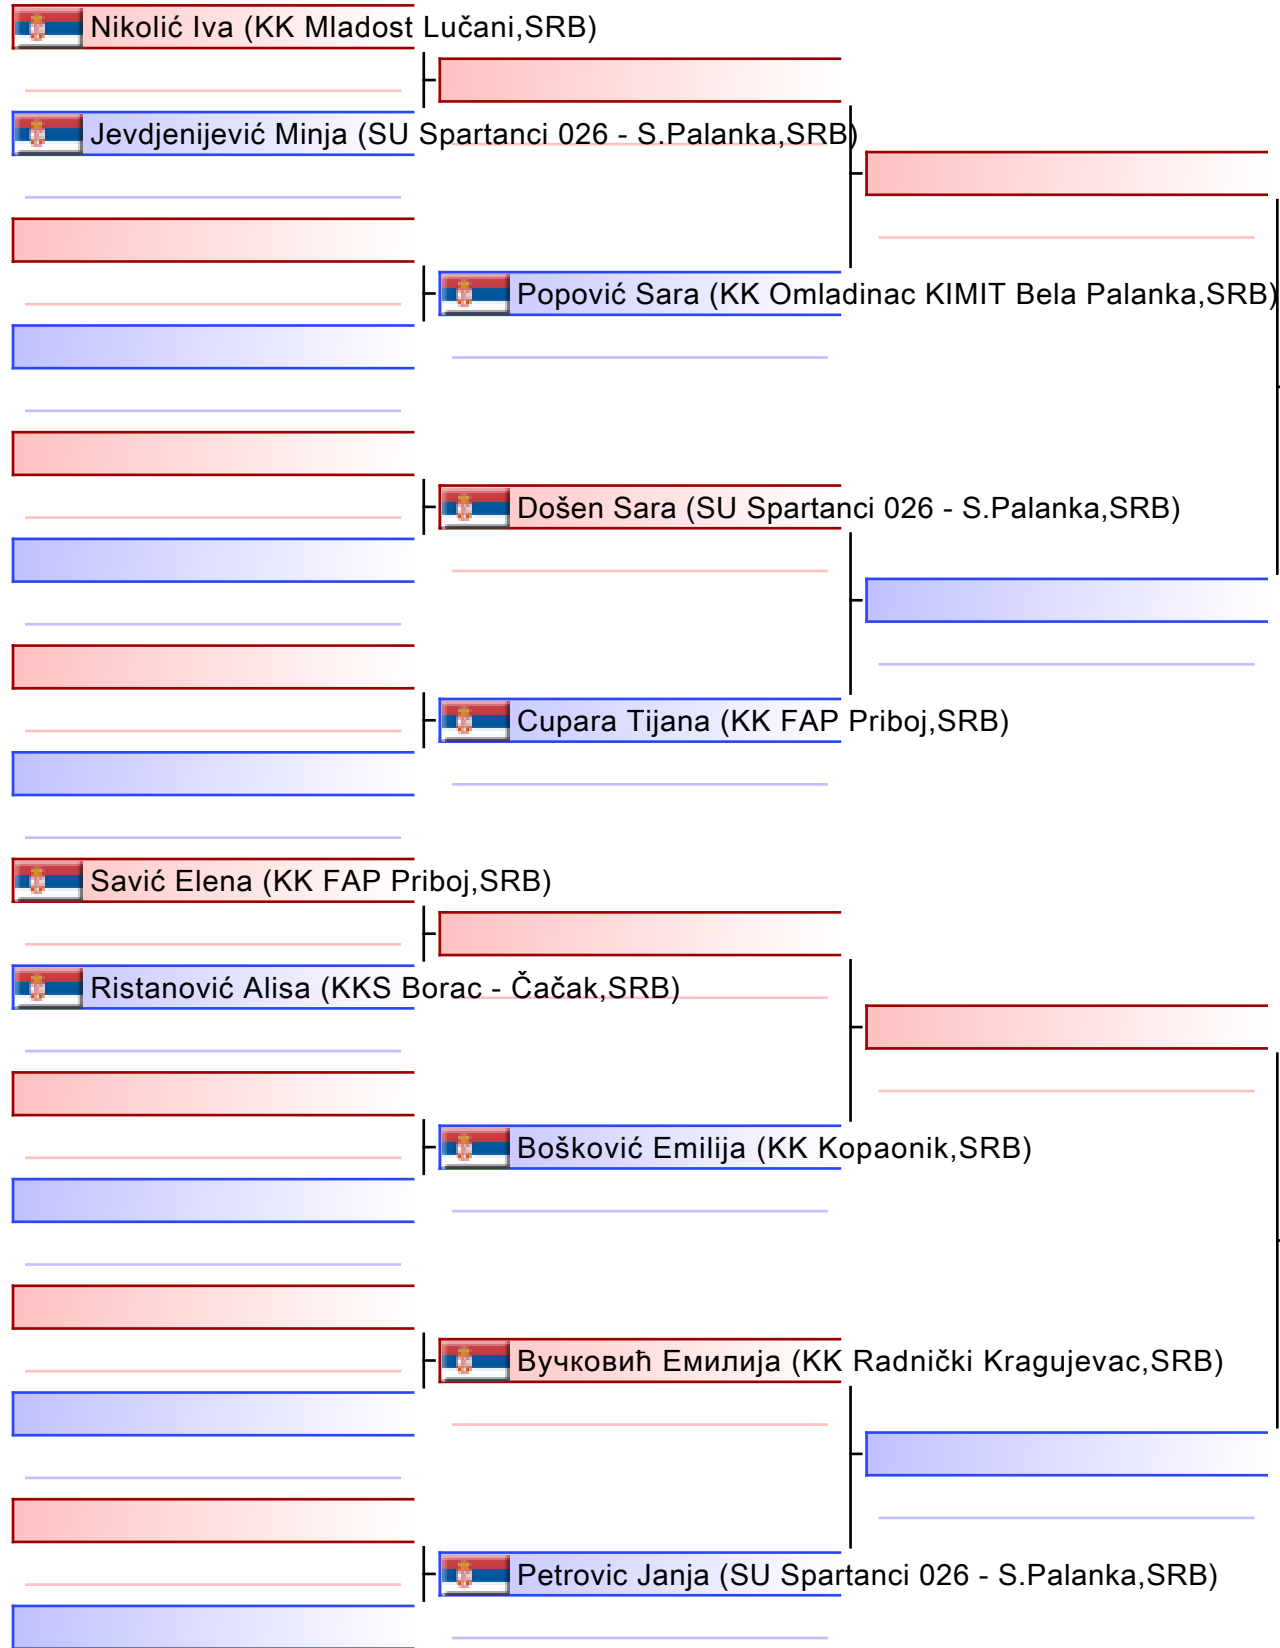 Nikolić Iva (KK Mladost Lučani,SRB)
Jevdjenijević Minja (SU Spartanci 026 - S.Palanka,SRB)
Popović Sara (KK Omladinac KIMIT Bela Palanka,SRB)
Došen Sara (SU Spartanci 026 - S.Palanka,SRB)
Cupara Tijana (KK FAP Priboj,SRB)
Savić Elena (KK FAP Priboj,SRB)
Ristanović Alisa (KKS Borac - Čačak,SRB)
Bošković Emilija (KK Kopaonik,SRB)
Вучковић Емилија (KK Radnički Kragujevac,SRB)
Petrovic Janja (SU Spartanci 026 - S.Palanka,SRB)